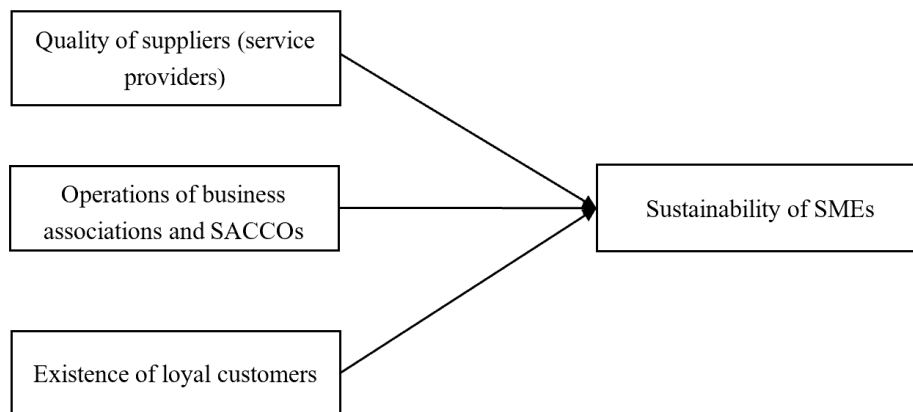 Quality of suppliers (service
providers)
Operations of business
associations and SACCOs
Sustainability of SMEs
Existence of loyal customers